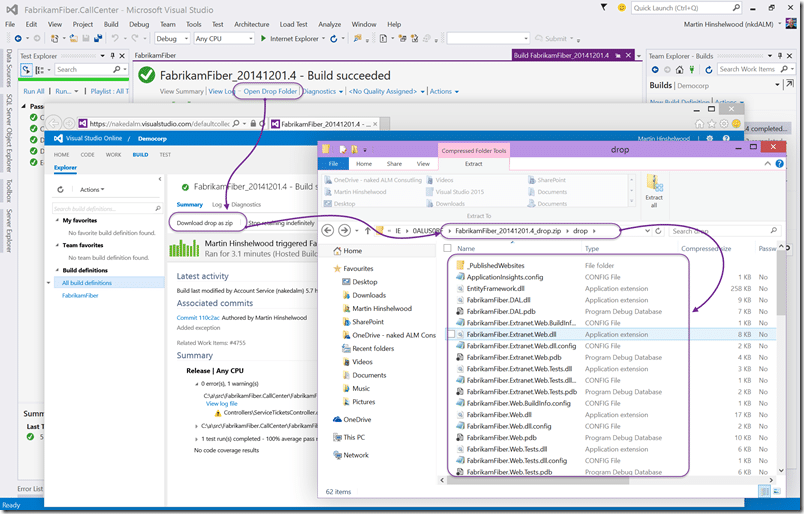 FabrikamFiber.CallCenter - Microsoft Visual Studio
Quick Launch (Ctrl+Q)
File Edit View Project Build Debug Team Tools Test Architecture Load Test Analyze Window Help
Martin Hinshelwood (nkdALM)
Debug Any CPU Internet Explorer
Submit
Data Sources
SQL Server Object Explorer
Toolbox
Server Explorer
Test Explorer
Search
Run All Run... Playlist : All T
Passe
Summ
Last T
Error List
Ready
FabrikamFiber
Build FabrikamFiber_20141201.4
FabrikamFiber_20141201.4 - Build succeeded
View Summary View Log - Open Drop Folder Diagnostics <No Quality Assigned> Actions
Team Explorer - Builds
Search Work Items
Builds Democorp
New Build Definition
4 completed...
https://nakedalm.visualstudio.com/defaultcollec
FabrikamFiber_20141201.4 - ...
Visual Studio Online / Democorp
Martin Hinshelwood
HOME CODE WORK BUILD TEST
Explorer
Actions
Search build definitions
My favorites
No favorite build definition found.
Team favorites
No team build definition found.
Build definitions
All build definitions
FabrikamFiber
FabrikamFiber_20141201.4 - Build s
Summary Log Diagnostics
Download drop as zip
Stop retaining indefinitely
Martin Hinshelwood triggered Fa
Ran for 3.1 minutes (Hosted Build
Latest activity
Build last modified by Account Service (nakedalm) 5.7 h
Associated commits
Commit 110c2ac Authored by Martin Hinshelwood
Added exception
Related Work Items: #4755
Summary
Release | Any CPU
0 error(s), 1 warning(s)
View log file
Controllers\ServiceTicketsController.c
C:\a\src\FabrikamFiber.CallCenter\Fabrikam
C:\a\src\FabrikamFiber.CallCenter\Fabrikam
1 test run(s) completed - 100% average pass r
No code coverage results
Compressed Folder Tools
drop
File Home Share View Extract
OneDrive - naked ALM Consulting
Videos
SharePoint
Martin Hinshelwood
Visual Studio 2015
Documents
Desktop
Downloads
Documents
Extract To
Extract all
IE 0ALUS0BF FabrikamFiber_20141201.4_drop.zip drop
Search drop
Home
Favourites
Desktop
Downloads
Martin Hinshelwood
SharePoint
OneDrive - naked ALM Cons
Recent folders
Videos
Documents
Music
Pictures
OneDrive
This PC
Network
Name Type Compressed size Passw
_PublishedWebsites File folder
ApplicationInsights.config CONFIG File 1 KB No
EntityFramework.dll Application extension 258 KB No
FabrikamFiber.DAL.dll Application extension 9 KB No
FabrikamFiber.DAL.pdb Program Debug Database 7 KB No
FabrikamFiber.Extranet.Web.BuildInf... CONFIG File 1 KB No
FabrikamFiber.Extranet.Web.dll Application extension 8 KB No
FabrikamFiber.Extranet.Web.dll.config CONFIG File 2 KB No
FabrikamFiber.Extranet.Web.pdb Program Debug Database 4 KB No
FabrikamFiber.Extranet.Web.Tests.dll Application extension 3 KB No
FabrikamFiber.Extranet.Web.Tests.dll... CONFIG File 1 KB No
FabrikamFiber.Extranet.Web.Tests.pdb Program Debug Database 2 KB No
FabrikamFiber.Web.BuildInfo.config CONFIG File 1 KB No
FabrikamFiber.Web.dll Application extension 17 KB No
FabrikamFiber.Web.dll.config CONFIG File 2 KB No
FabrikamFiber.Web.pdb Program Debug Database 10 KB No
FabrikamFiber.Web.Tests.dll Application extension 6 KB No
FabrikamFiber.Web.Tests.dll.config CONFIG File 1 KB No
FabrikamFiber.Web.Tests.pdb Program Debug Database 6 KB No
62 items